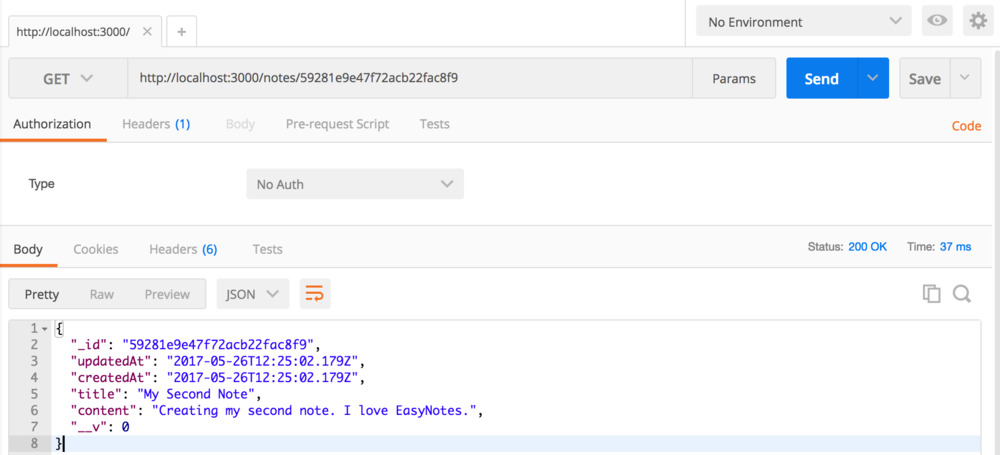 http://localhost:3000/ × +
No Environment
GET http://localhost:3000/notes/59281e9e47f72acb22fac8f9 Params Send Save
Authorization Headers (1) Body Pre-request Script Tests Code
Type No Auth
Body Cookies Headers (6) Tests Status: 200 OK Time: 37 ms
Pretty Raw Preview JSON
1 {
2 "_id": "59281e9e47f72acb22fac8f9",
3 "updatedAt": "2017-05-26T12:25:02.179Z",
4 "createdAt": "2017-05-26T12:25:02.179Z",
5 "title": "My Second Note",
6 "content": "Creating my second note. I love EasyNotes.",
7 "__v": 0
8 }